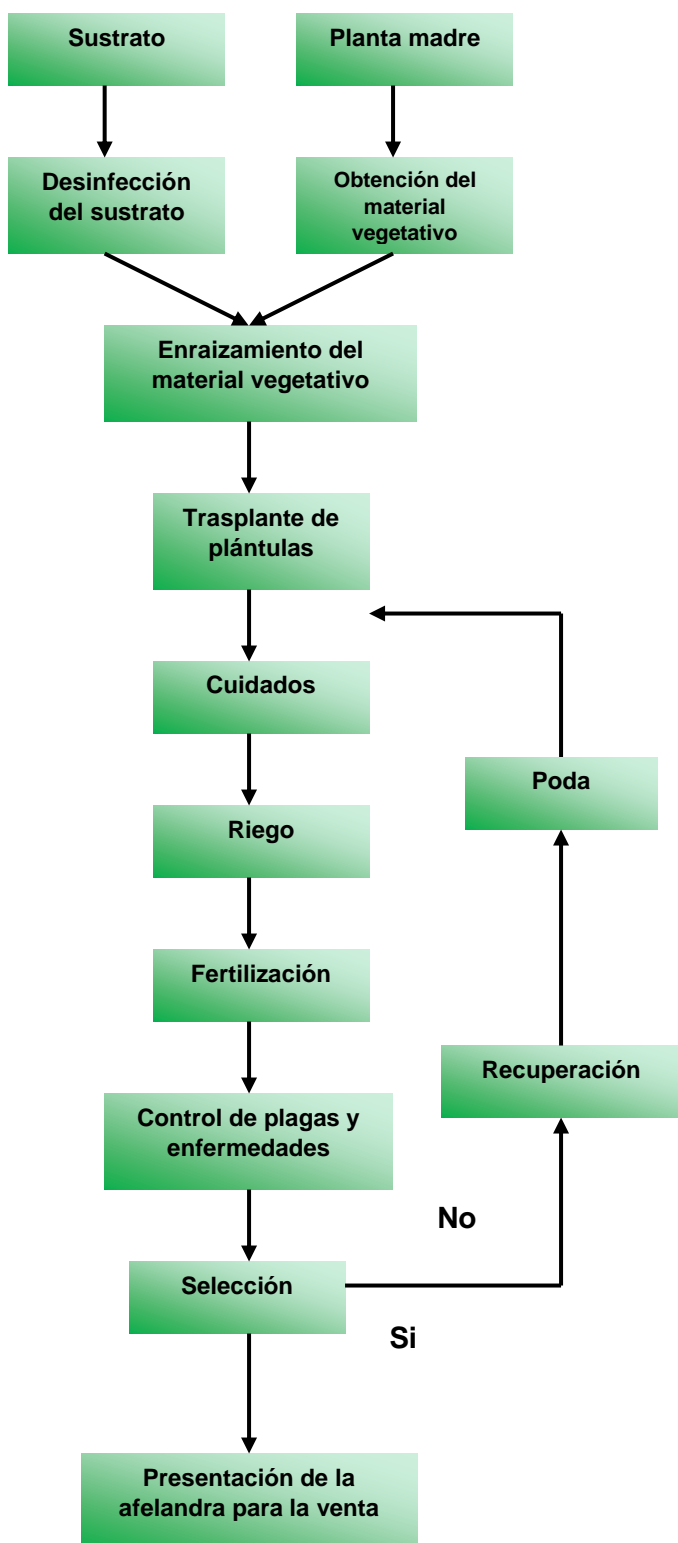 Sustrato
Planta madre
Desinfección
del sustrato
Obtención del
material
vegetativo
Enraizamiento del
material vegetativo
Trasplante de
plántulas
Cuidados
Poda
Riego
Fertilización
Recuperación
Control de plagas y
enfermedades
No
Selección
Si
Presentación de la
afelandra para la venta